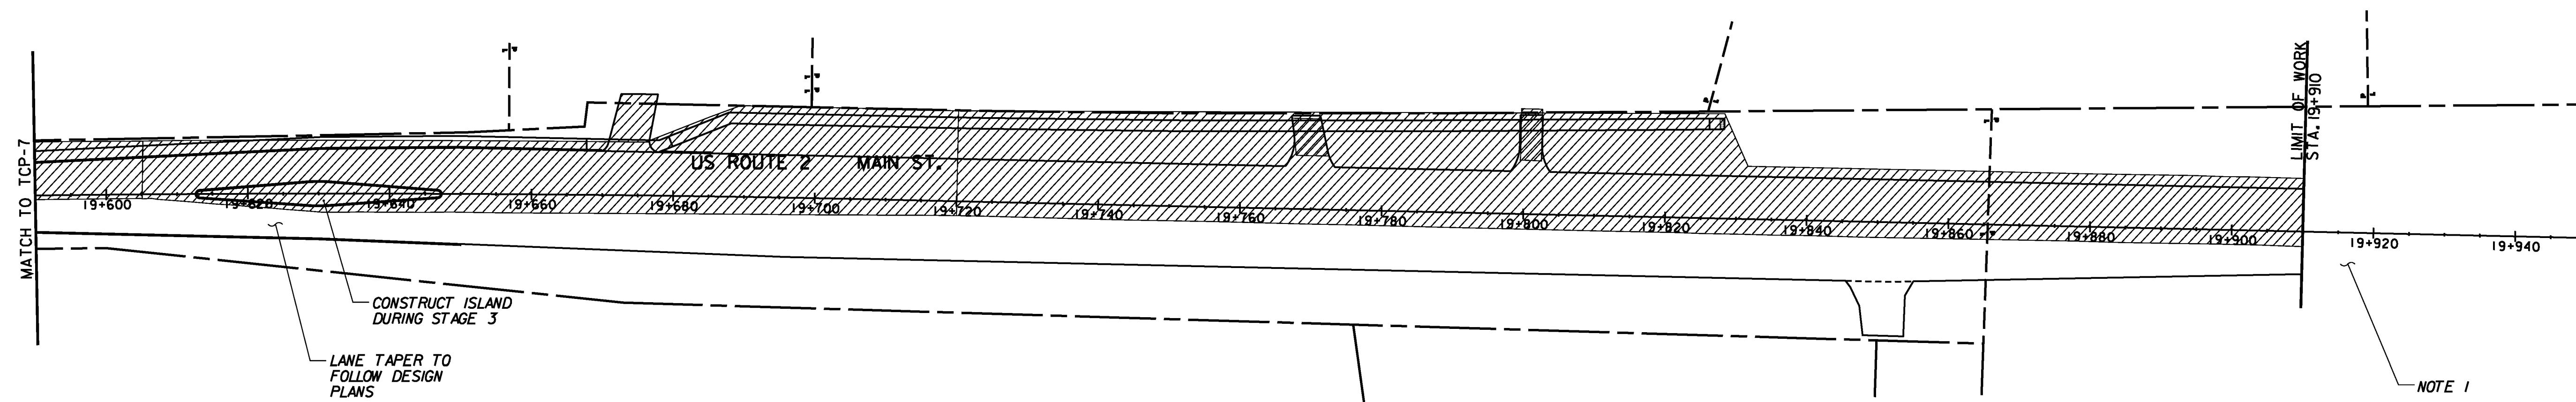 MATCH TO TCP-7
US ROUTE 2 MAIN ST.
LIMIT OF WORK
STA. 19+910
19+600
19+620
19+640
19+660
19+680
19+700
19+720
19+740
19+760
19+780
19+800
19+820
19+840
19+860
19+880
19+900
19+920
19+940
CONSTRUCT ISLAND
DURING STAGE 3
LANE TAPER TO
FOLLOW DESIGN
PLANS
NOTE 1